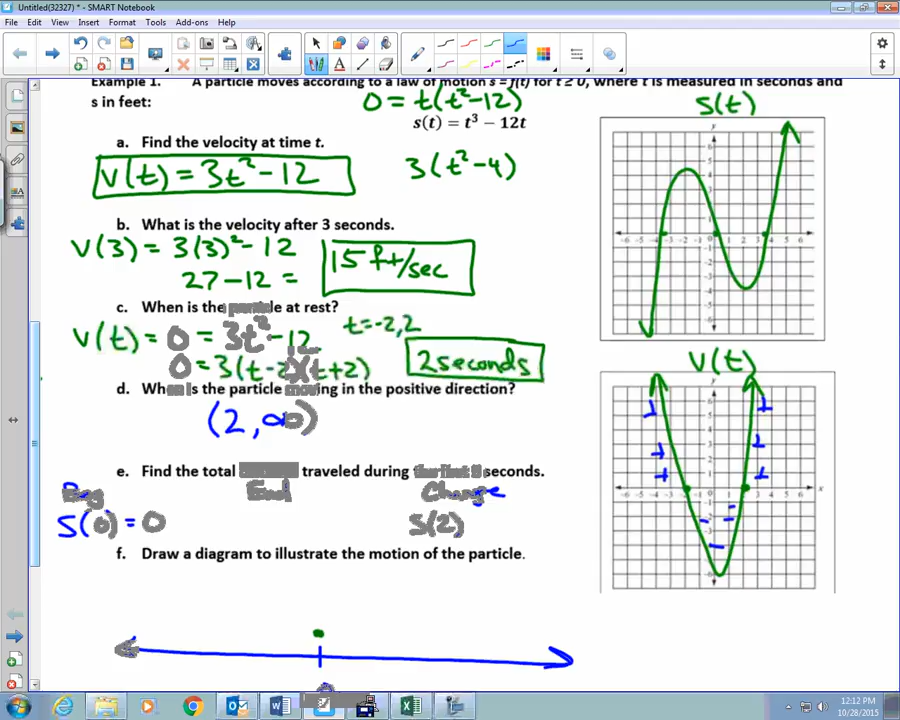 Untitled(32327) * - SMART Notebook
File Edit View Insert Format Tools Add-ons Help
Example 1. A particle moves according to a law of motion s = f(t) for t ≥ 0, where t is measured in seconds and
s in feet:
0 = t(t²-12)
s(t) = t³ − 12t
S(t)
a. Find the velocity at time t.
v(t) = 3t² - 12
3(t² - 4)
b. What is the velocity after 3 seconds.
v(3) = 3(3)² - 12
27 - 12 =
15 ft/sec
c. When is the particle at rest?
v(t) = 0 = 3t² - 12
t = -2, 2
0 = 3(t-2)(t+2)
2 seconds
v(t)
d. When is the particle moving in the positive direction?
(2, ∞)
e. Find the total traveled during seconds.
Beg End Change
S(0) = 0 S(2)
f. Draw a diagram to illustrate the motion of the particle.
12:12 PM
10/28/2015